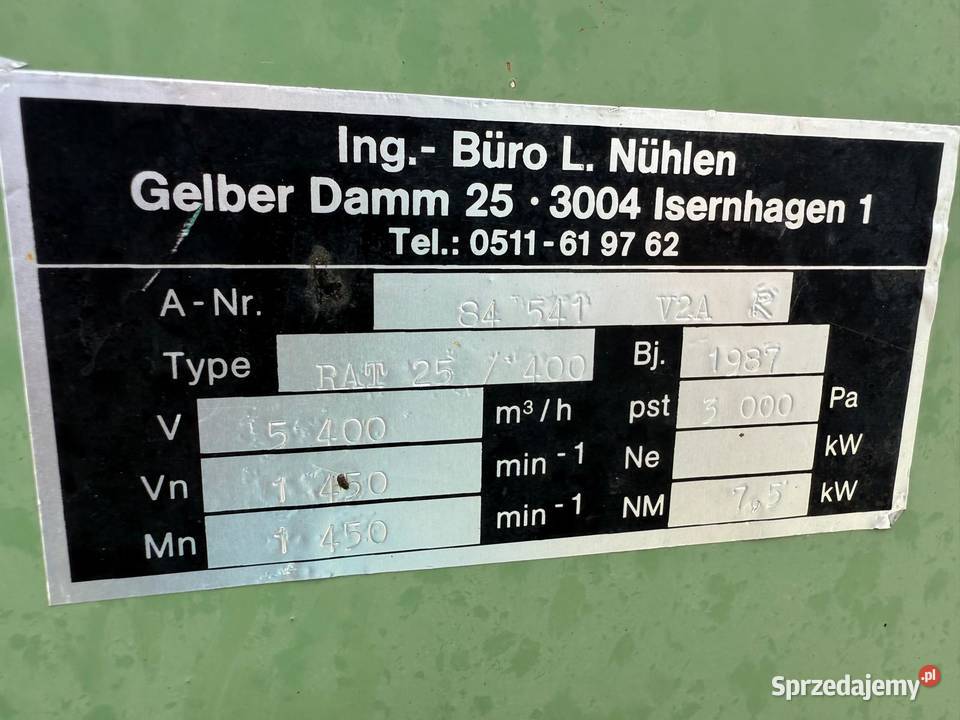 Ing.- Büro L. Nühlen
Gelber Damm 25 · 3004 Isernhagen 1
Tel.: 0511-61 97 62
A-Nr. 84 541 V2A R
Type RAT 25 / 400 Bj. 1987
V 5 400 m³/h pst 3 000 Pa
Vn 1 450 min -1 Ne kW
Mn 1 450 min -1 NM 7,5 kW
Sprzedajemy.pl